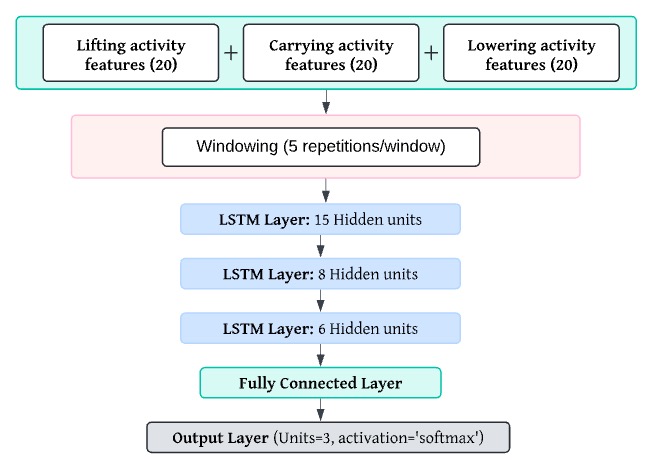 Lifting activity + Carrying activity + Lowering activity
features (20) features (20) features (20)
Windowing (5 repetitions/window)
LSTM Layer: 15 Hidden units
LSTM Layer: 8 Hidden units
LSTM Layer: 6 Hidden units
Fully Connected Layer
Output Layer (Units=3, activation='softmax')